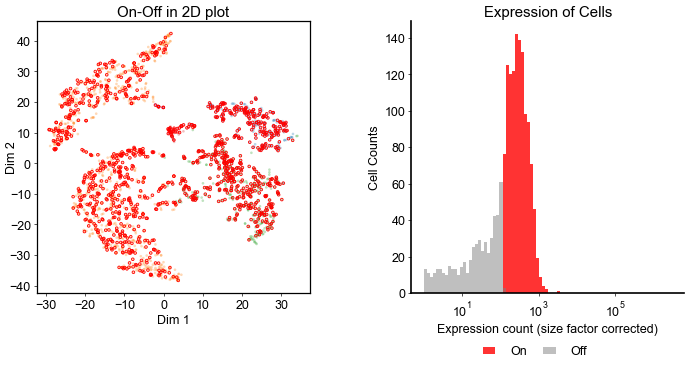 On-Off in 2D plot
40
30
20
10
0
−10
−20
−30
−40
Dim 2
−30 −20 −10 0 10 20 30
Dim 1
Expression of Cells
140
120
100
80
60
40
20
0
Cell Counts
10^1 10^3 10^5
Expression count (size factor corrected)
On Off